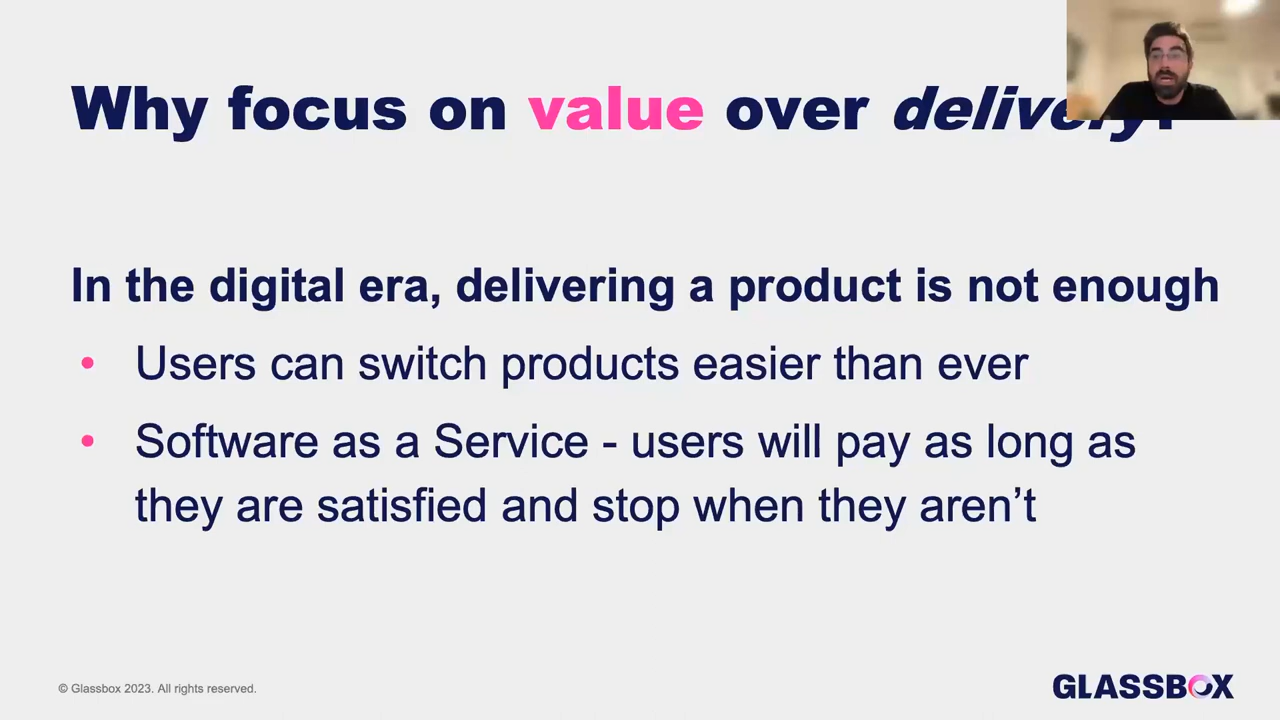 Why focus on value over delivery?
In the digital era, delivering a product is not enough
• Users can switch products easier than ever
• Software as a Service - users will pay as long as
they are satisfied and stop when they aren’t
© Glassbox 2023. All rights reserved.
GLASSBOX